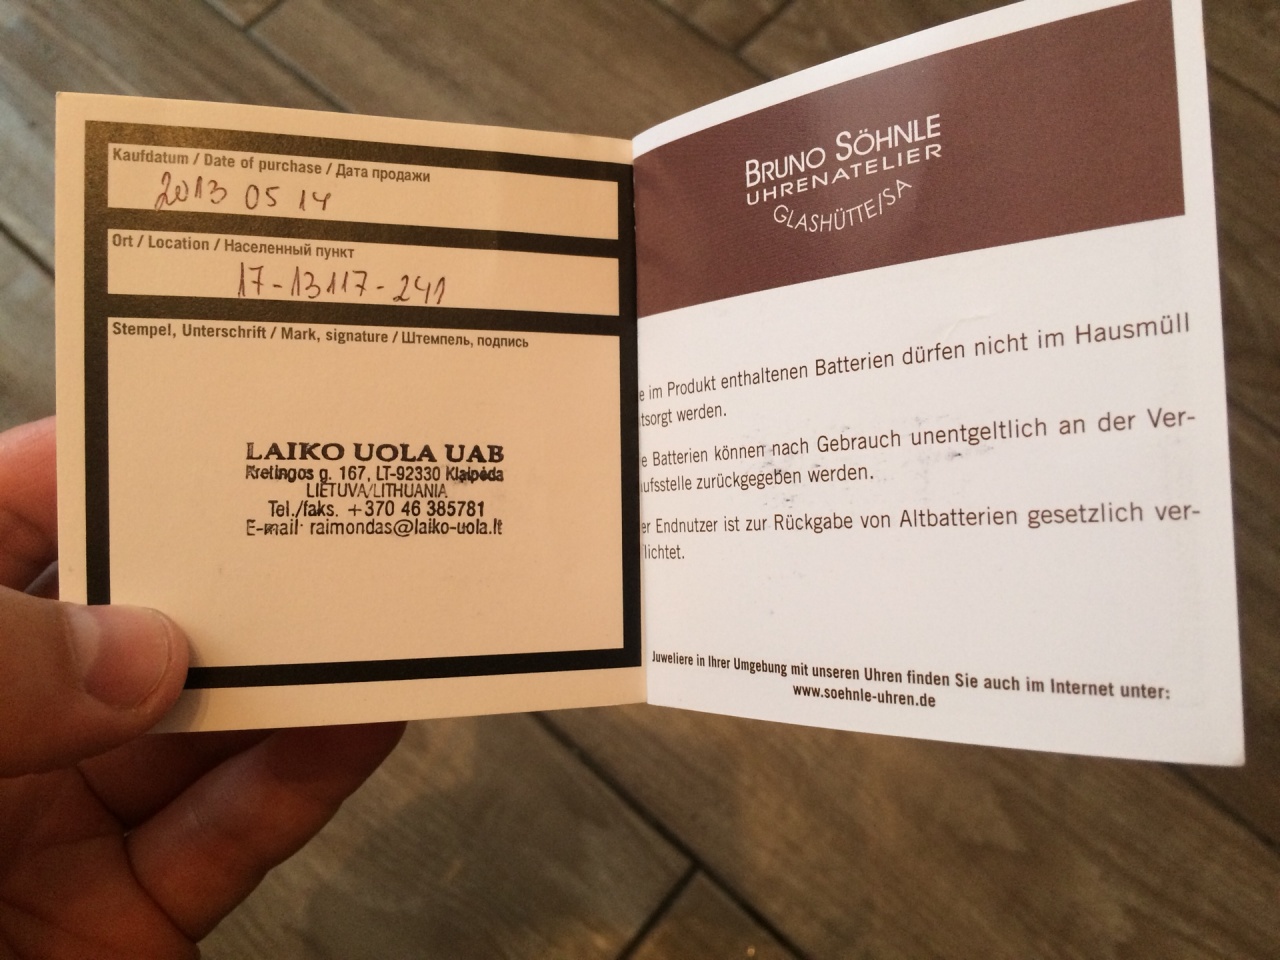 Kaufdatum / Date of purchase / Дата продажи
2013 05 14
Ort / Location / Населенный пункт
17-13117-241
Stempel, Unterschrift / Mark, signature / Штемпель, подпись
LAIKO UOLA UAB
Kretingos g. 167, LT-92330 Klaipėda
LIETUVA/LITHUANIA
Tel./faks. +370 46 385781
E-mail: raimondas@laiko-uola.lt
BRUNO SÖHNLE
UHRENATELIER
GLASHÜTTE/SA
e im Produkt enthaltenen Batterien dürfen nicht im Hausmüll
tsorgt werden.
e Batterien können nach Gebrauch unentgeltlich an der Ver-
ufsstelle zurückgegeben werden.
er Endnutzer ist zur Rückgabe von Altbatterien gesetzlich ver-
lichtet.
Juweliere in Ihrer Umgebung mit unseren Uhren finden Sie auch im Internet unter:
www.soehnle-uhren.de